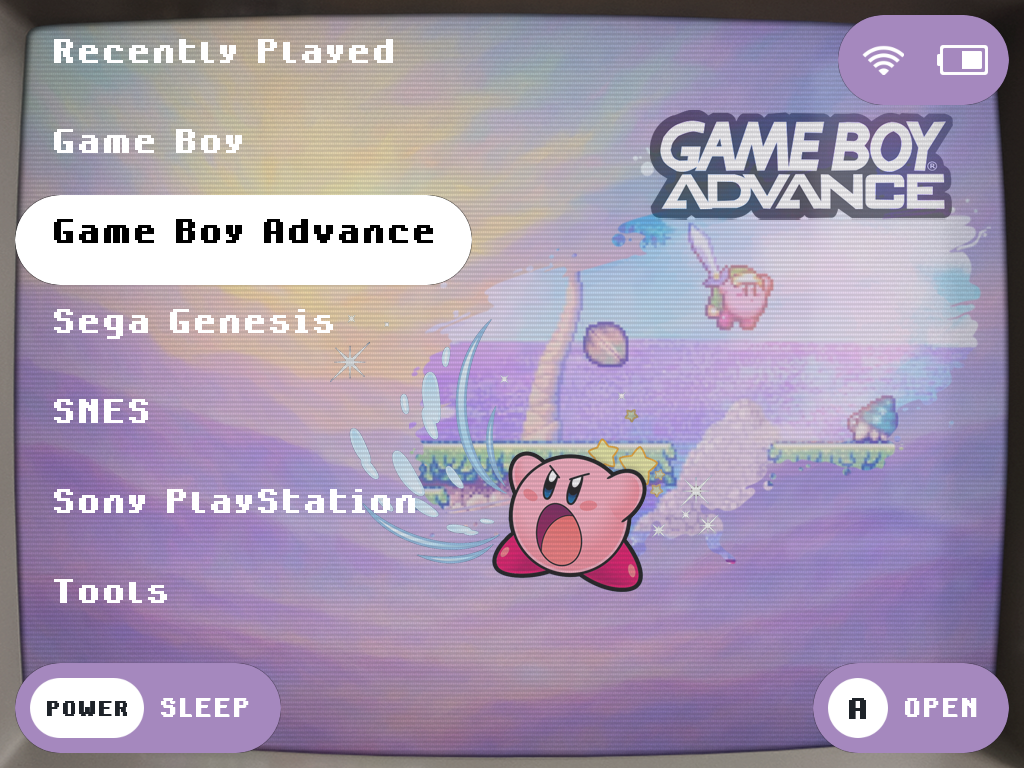 Recently Played
Game Boy
GAME BOY®
ADVANCE
Game Boy Advance
Sega Genesis
SNES
Sony PlayStation
Tools
POWER SLEEP
A OPEN